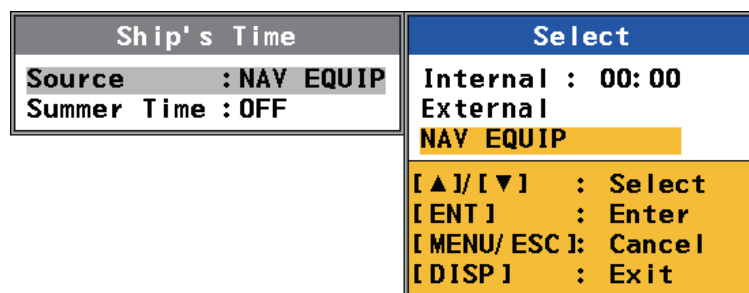 Ship's Time
Source :NAV EQUIP
Summer Time :OFF
Select
Internal : 00:00
External
NAV EQUIP
[▲]/[▼] : Select
[ENT] : Enter
[MENU/ESC]: Cancel
[DISP] : Exit